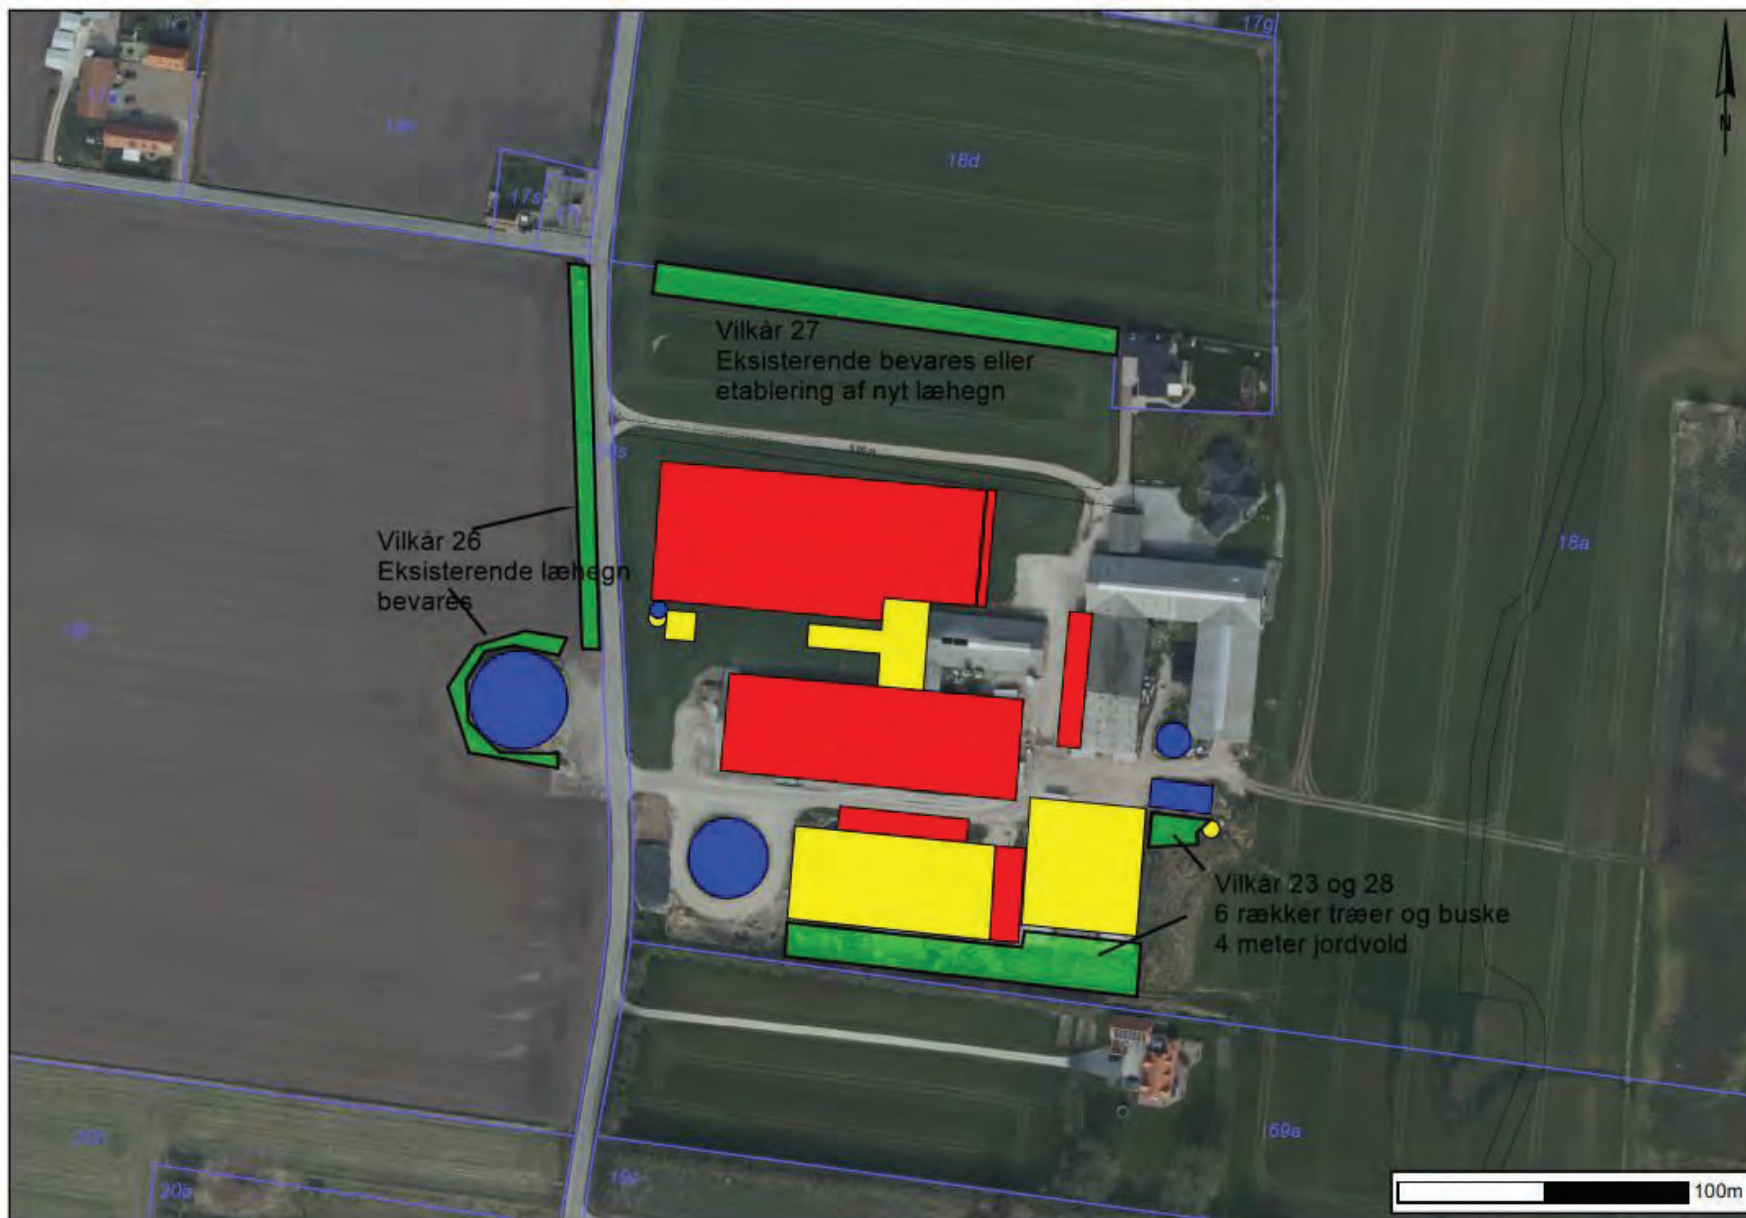 17g
18d
17s
N
Vilkår 27
Eksisterende bevares eller
etablering af nyt læhegn
Vilkår 26
Eksisterende læhegn
bevares
18a
Vilkår 23 og 28
6 rækker træer og buske
4 meter jordvold
69a
20a
100m